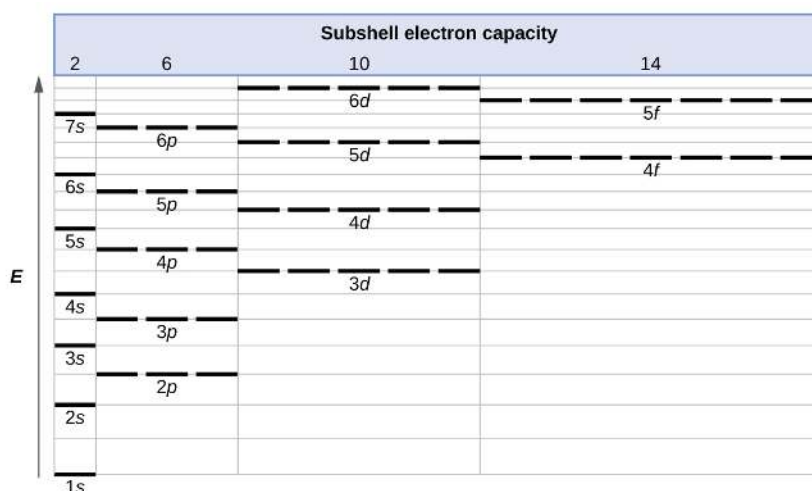 Subshell electron capacity
2 6 10 14
6d
5f
7s
6p
5d
4f
6s
5p
4d
5s
4p
E
3d
4s
3p
3s
2p
2s
1s